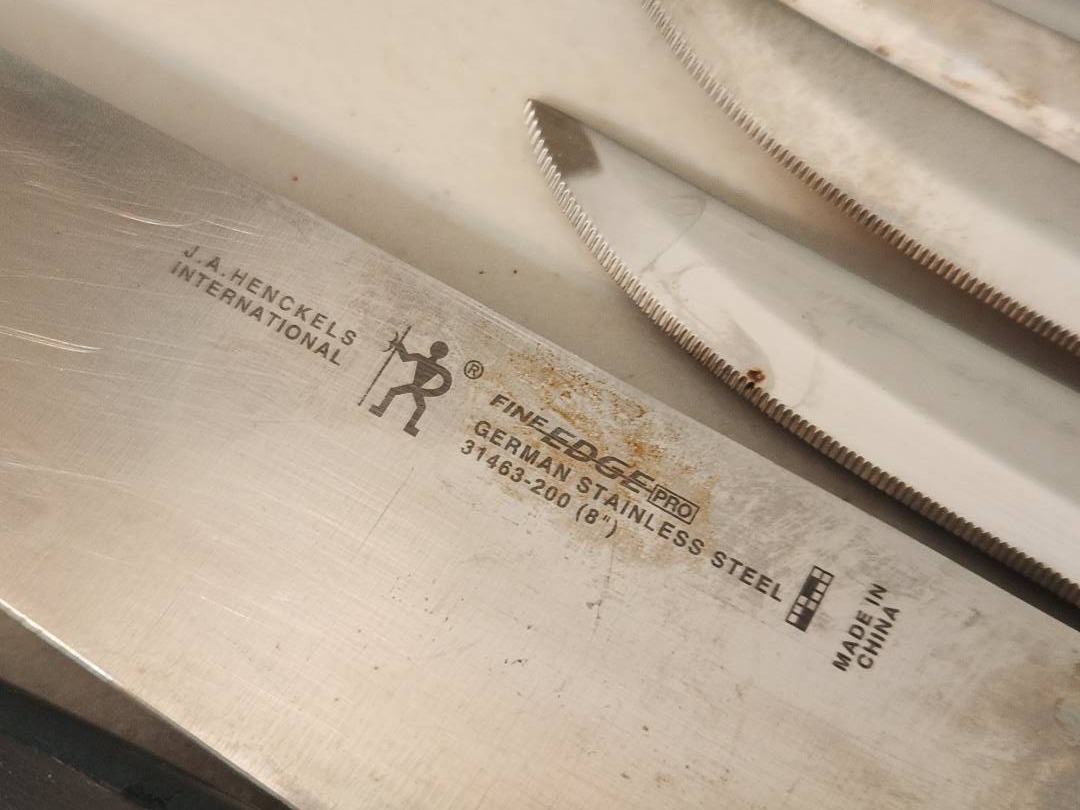 J.A.HENCKELS
INTERNATIONAL
®
FINE EDGE PRO
GERMAN STAINLESS STEEL
31463-200 (8")
MADE IN
CHINA